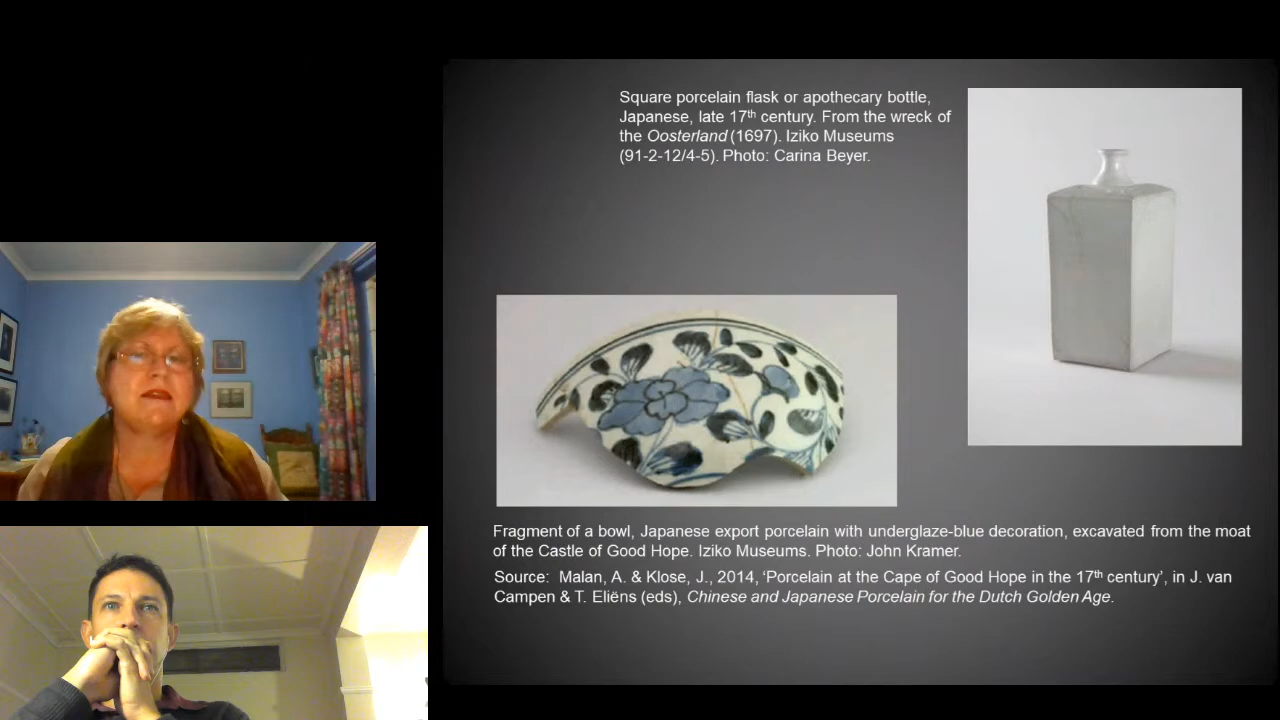 Square porcelain flask or apothecary bottle,
Japanese, late 17th century. From the wreck of
the Oosterland (1697). Iziko Museums
(91-2-12/4-5). Photo: Carina Beyer.
Fragment of a bowl, Japanese export porcelain with underglaze-blue decoration, excavated from the moat
of the Castle of Good Hope. Iziko Museums. Photo: John Kramer.
Source: Malan, A. & Klose, J., 2014, ‘Porcelain at the Cape of Good Hope in the 17th century’, in J. van
Campen & T. Eliëns (eds), Chinese and Japanese Porcelain for the Dutch Golden Age.